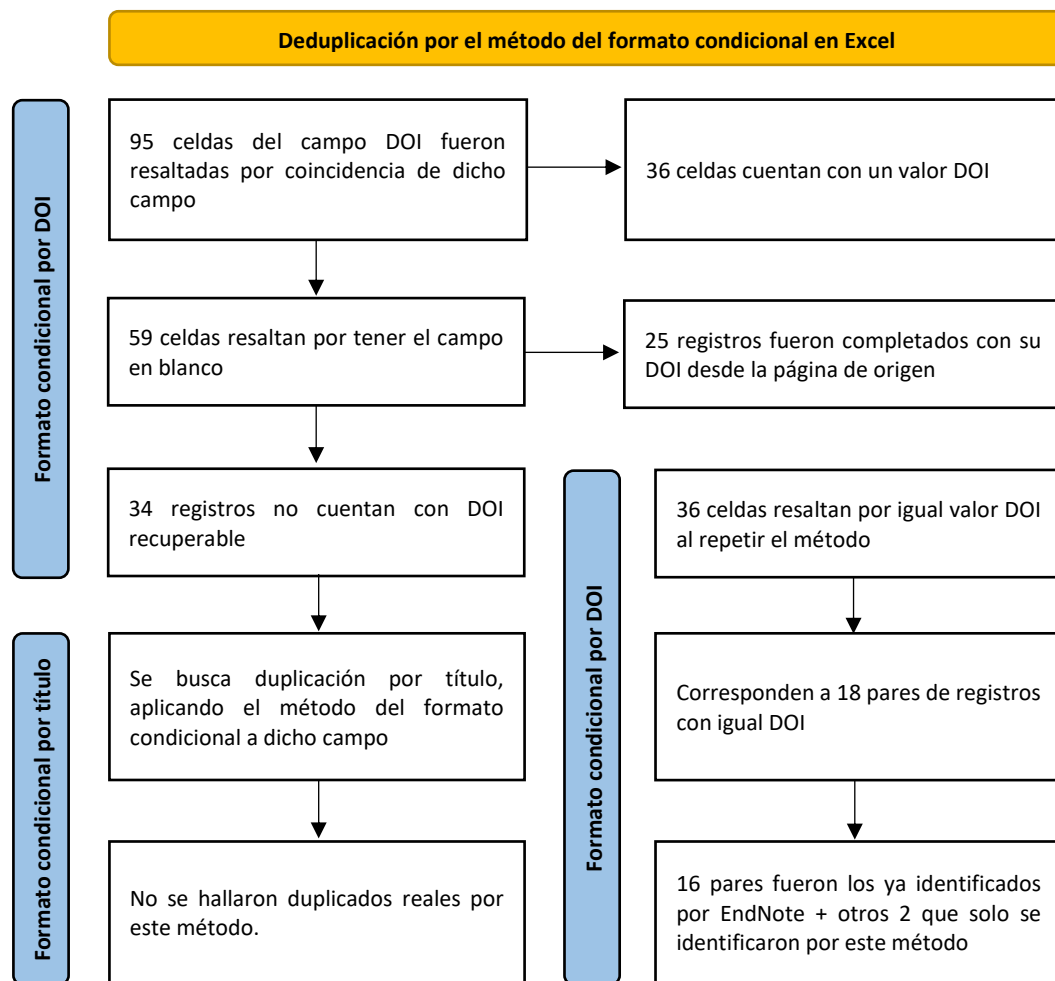 Deduplicación por el método del formato condicional en Excel
Formato condicional por DOI
95 celdas del campo DOI fueron
resaltadas por coincidencia de dicho
campo
36 celdas cuentan con un valor DOI
59 celdas resaltan por tener el campo
en blanco
25 registros fueron completados con su
DOI desde la página de origen
34 registros no cuentan con DOI
recuperable
Formato condicional por título
Se busca duplicación por título,
aplicando el método del formato
condicional a dicho campo
No se hallaron duplicados reales por
este método.
Formato condicional por DOI
36 celdas resaltan por igual valor DOI
al repetir el método
Corresponden a 18 pares de registros
con igual DOI
16 pares fueron los ya identificados
por EndNote + otros 2 que solo se
identificaron por este método